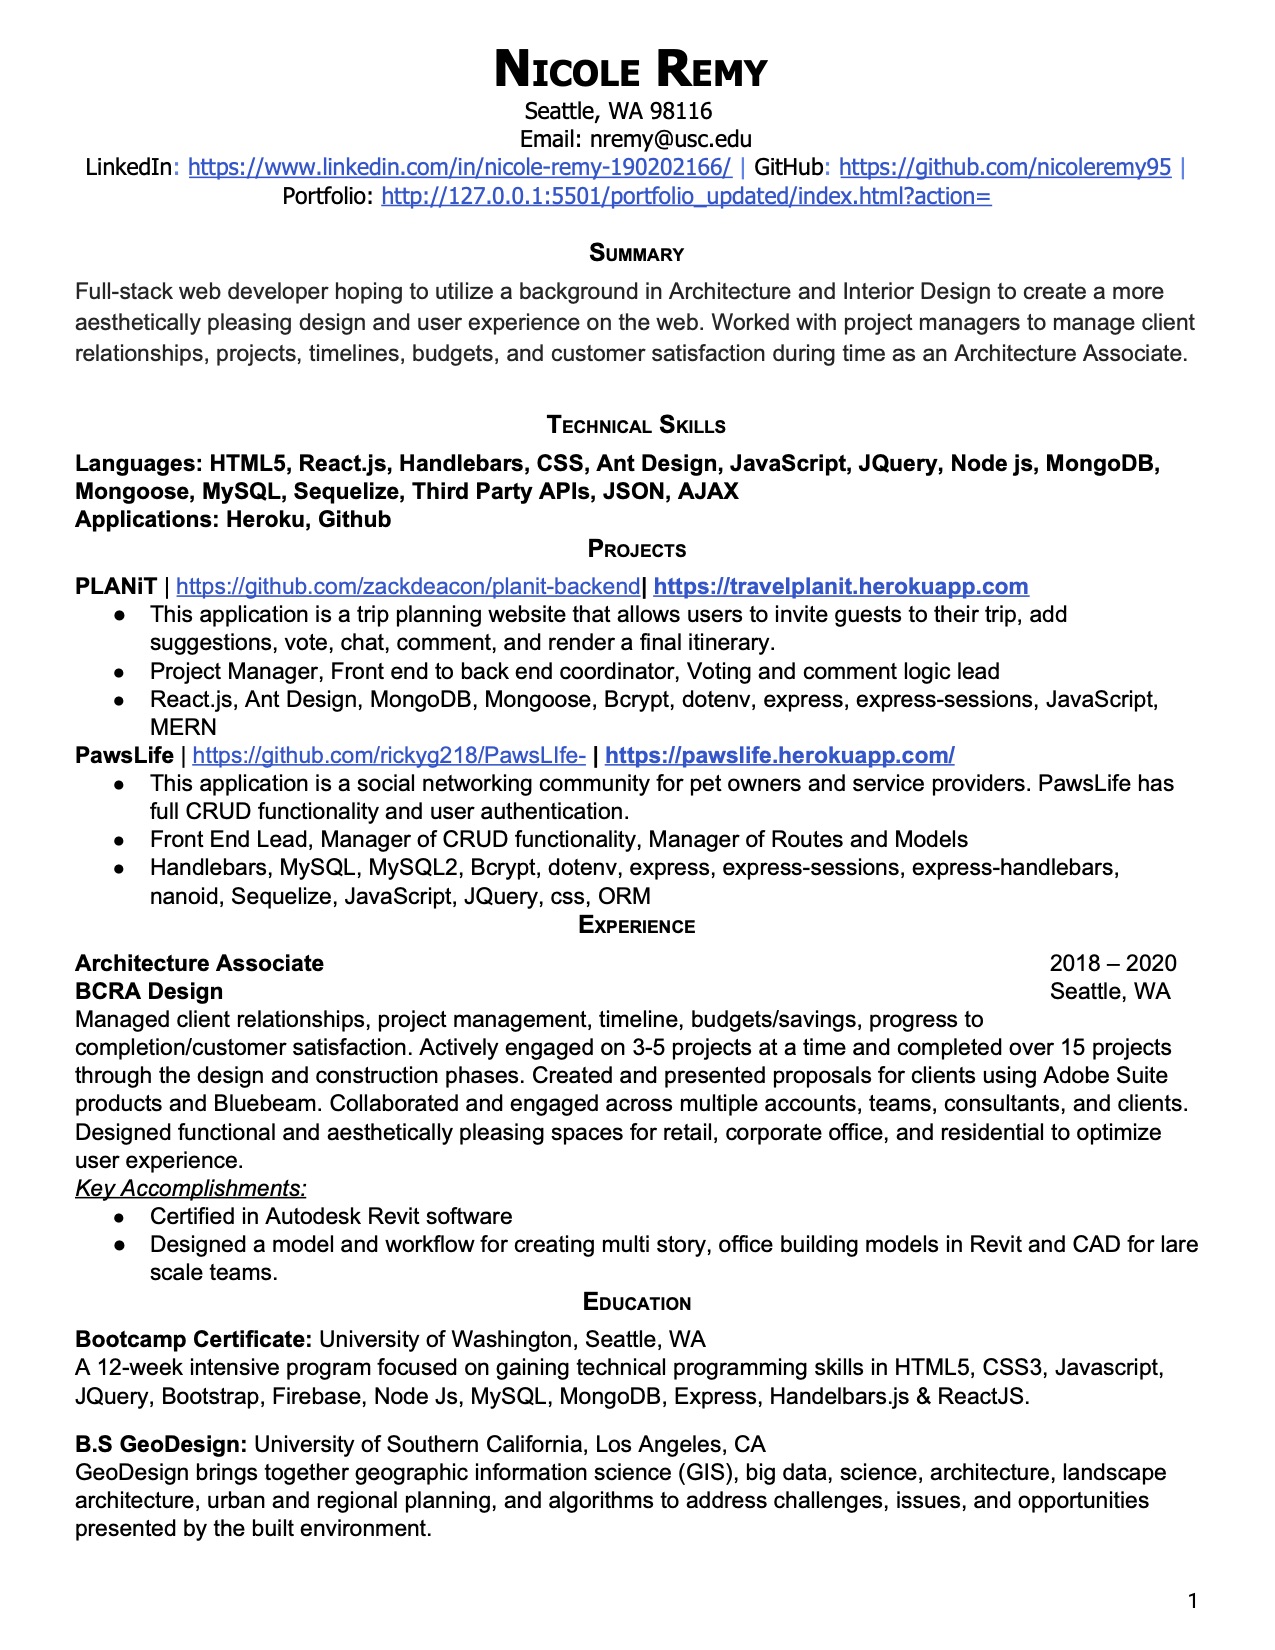 Nicole Remy
Seattle, WA 98116
Email: nremy@usc.edu
LinkedIn: https://www.linkedin.com/in/nicole-remy-190202166/ | GitHub: https://github.com/nicoleremy95 |
Portfolio: http://127.0.0.1:5501/portfolio_updated/index.html?action=
Summary
Full-stack web developer hoping to utilize a background in Architecture and Interior Design to create a more
aesthetically pleasing design and user experience on the web. Worked with project managers to manage client
relationships, projects, timelines, budgets, and customer satisfaction during time as an Architecture Associate.
Technical Skills
Languages: HTML5, React.js, Handlebars, CSS, Ant Design, JavaScript, JQuery, Node js, MongoDB,
Mongoose, MySQL, Sequelize, Third Party APIs, JSON, AJAX
Applications: Heroku, Github
Projects
PLANiT | https://github.com/zackdeacon/planit-backend| https://travelplanit.herokuapp.com
● This application is a trip planning website that allows users to invite guests to their trip, add
suggestions, vote, chat, comment, and render a final itinerary.
● Project Manager, Front end to back end coordinator, Voting and comment logic lead
● React.js, Ant Design, MongoDB, Mongoose, Bcrypt, dotenv, express, express-sessions, JavaScript,
MERN
PawsLife | https://github.com/rickyg218/PawsLIfe- | https://pawslife.herokuapp.com/
● This application is a social networking community for pet owners and service providers. PawsLife has
full CRUD functionality and user authentication.
● Front End Lead, Manager of CRUD functionality, Manager of Routes and Models
● Handlebars, MySQL, MySQL2, Bcrypt, dotenv, express, express-sessions, express-handlebars,
nanoid, Sequelize, JavaScript, JQuery, css, ORM
Experience
Architecture Associate 2018 – 2020
BCRA Design Seattle, WA
Managed client relationships, project management, timeline, budgets/savings, progress to
completion/customer satisfaction. Actively engaged on 3-5 projects at a time and completed over 15 projects
through the design and construction phases. Created and presented proposals for clients using Adobe Suite
products and Bluebeam. Collaborated and engaged across multiple accounts, teams, consultants, and clients.
Designed functional and aesthetically pleasing spaces for retail, corporate office, and residential to optimize
user experience.
Key Accomplishments:
● Certified in Autodesk Revit software
● Designed a model and workflow for creating multi story, office building models in Revit and CAD for lare
scale teams.
Education
Bootcamp Certificate: University of Washington, Seattle, WA
A 12-week intensive program focused on gaining technical programming skills in HTML5, CSS3, Javascript,
JQuery, Bootstrap, Firebase, Node Js, MySQL, MongoDB, Express, Handelbars.js & ReactJS.
B.S GeoDesign: University of Southern California, Los Angeles, CA
GeoDesign brings together geographic information science (GIS), big data, science, architecture, landscape
architecture, urban and regional planning, and algorithms to address challenges, issues, and opportunities
presented by the built environment.
1